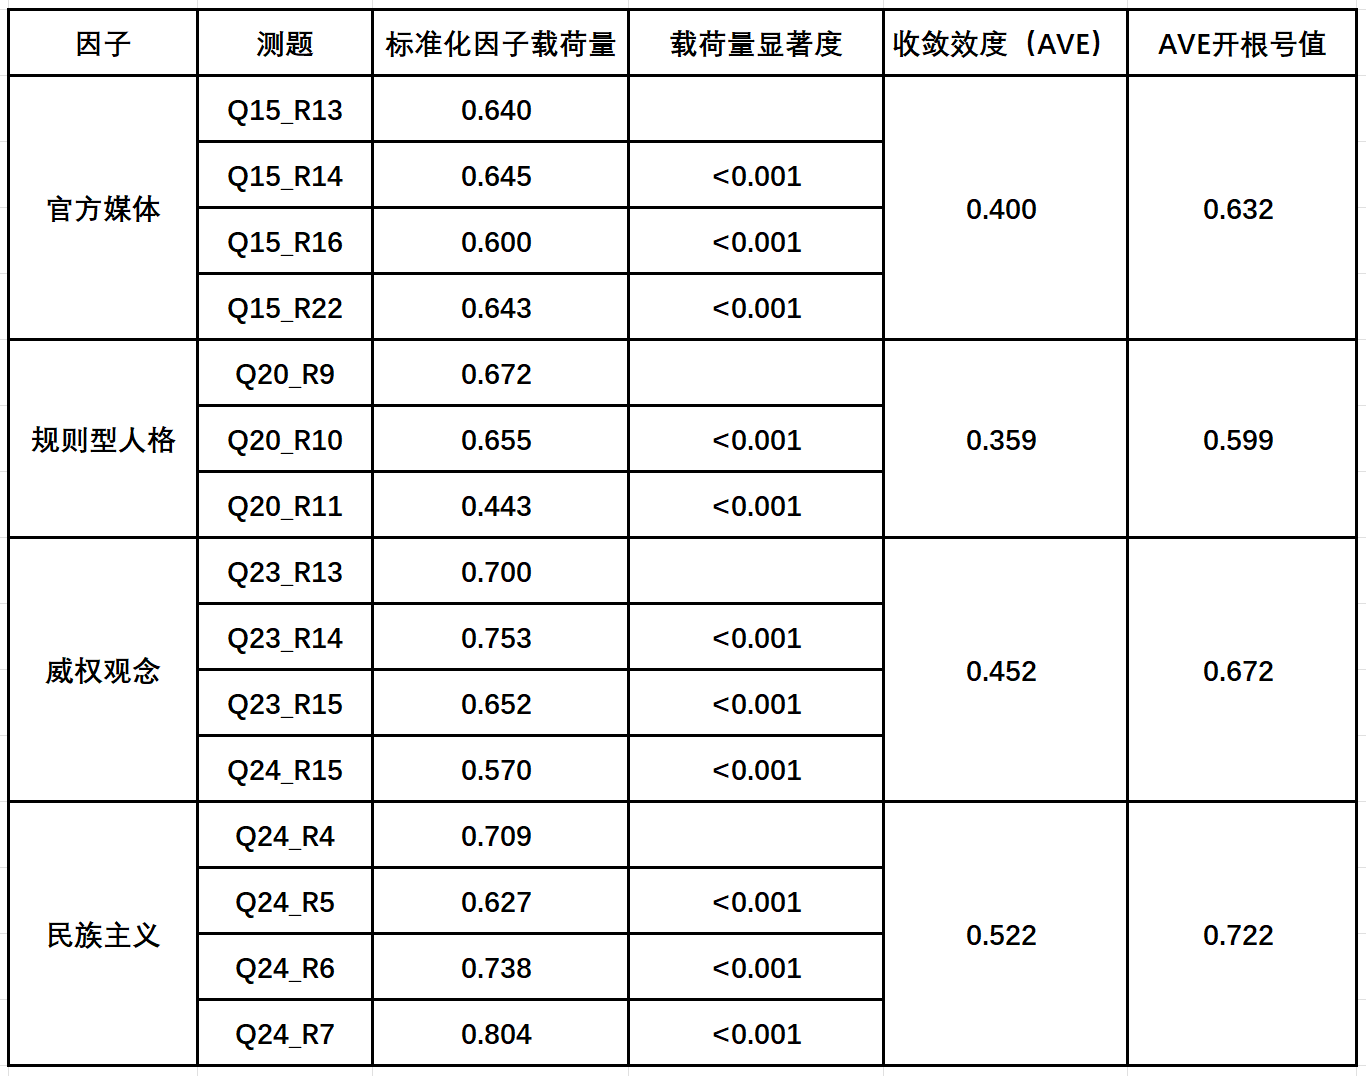 因子 测题 标准化因子载荷量 载荷量显著度 收敛效度（AVE） AVE开根号值
官方媒体 Q15_R13 0.640 0.400 0.632
Q15_R14 0.645 <0.001
Q15_R16 0.600 <0.001
Q15_R22 0.643 <0.001
规则型人格 Q20_R9 0.672 0.359 0.599
Q20_R10 0.655 <0.001
Q20_R11 0.443 <0.001
威权观念 Q23_R13 0.700 0.452 0.672
Q23_R14 0.753 <0.001
Q23_R15 0.652 <0.001
Q24_R15 0.570 <0.001
民族主义 Q24_R4 0.709 0.522 0.722
Q24_R5 0.627 <0.001
Q24_R6 0.738 <0.001
Q24_R7 0.804 <0.001